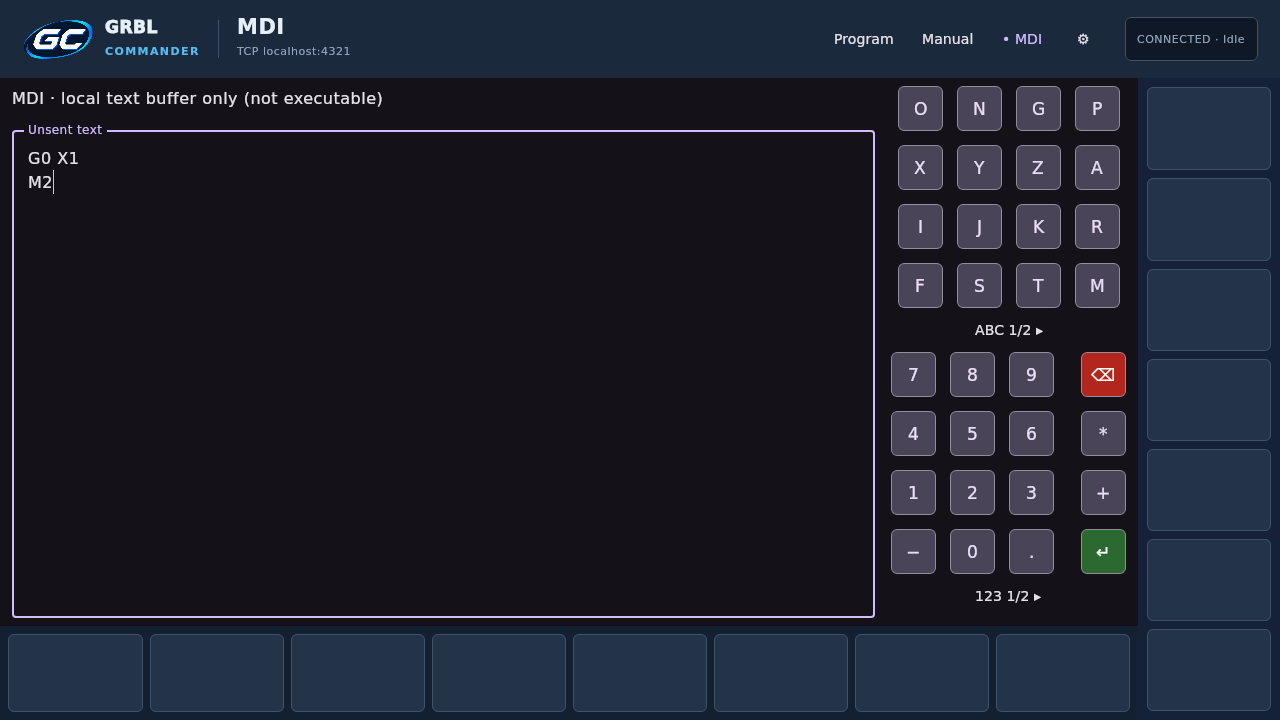 GC
GRBL
COMMANDER
MDI
TCP localhost:4321
Program
Manual
• MDI
⚙
CONNECTED · Idle
MDI · local text buffer only (not executable)
Unsent text
G0 X1
M2
O N G P
X Y Z A
I J K R
F S T M
ABC 1/2 ▸
7 8 9 ⌫
4 5 6 *
1 2 3 +
− 0 . ↵
123 1/2 ▸